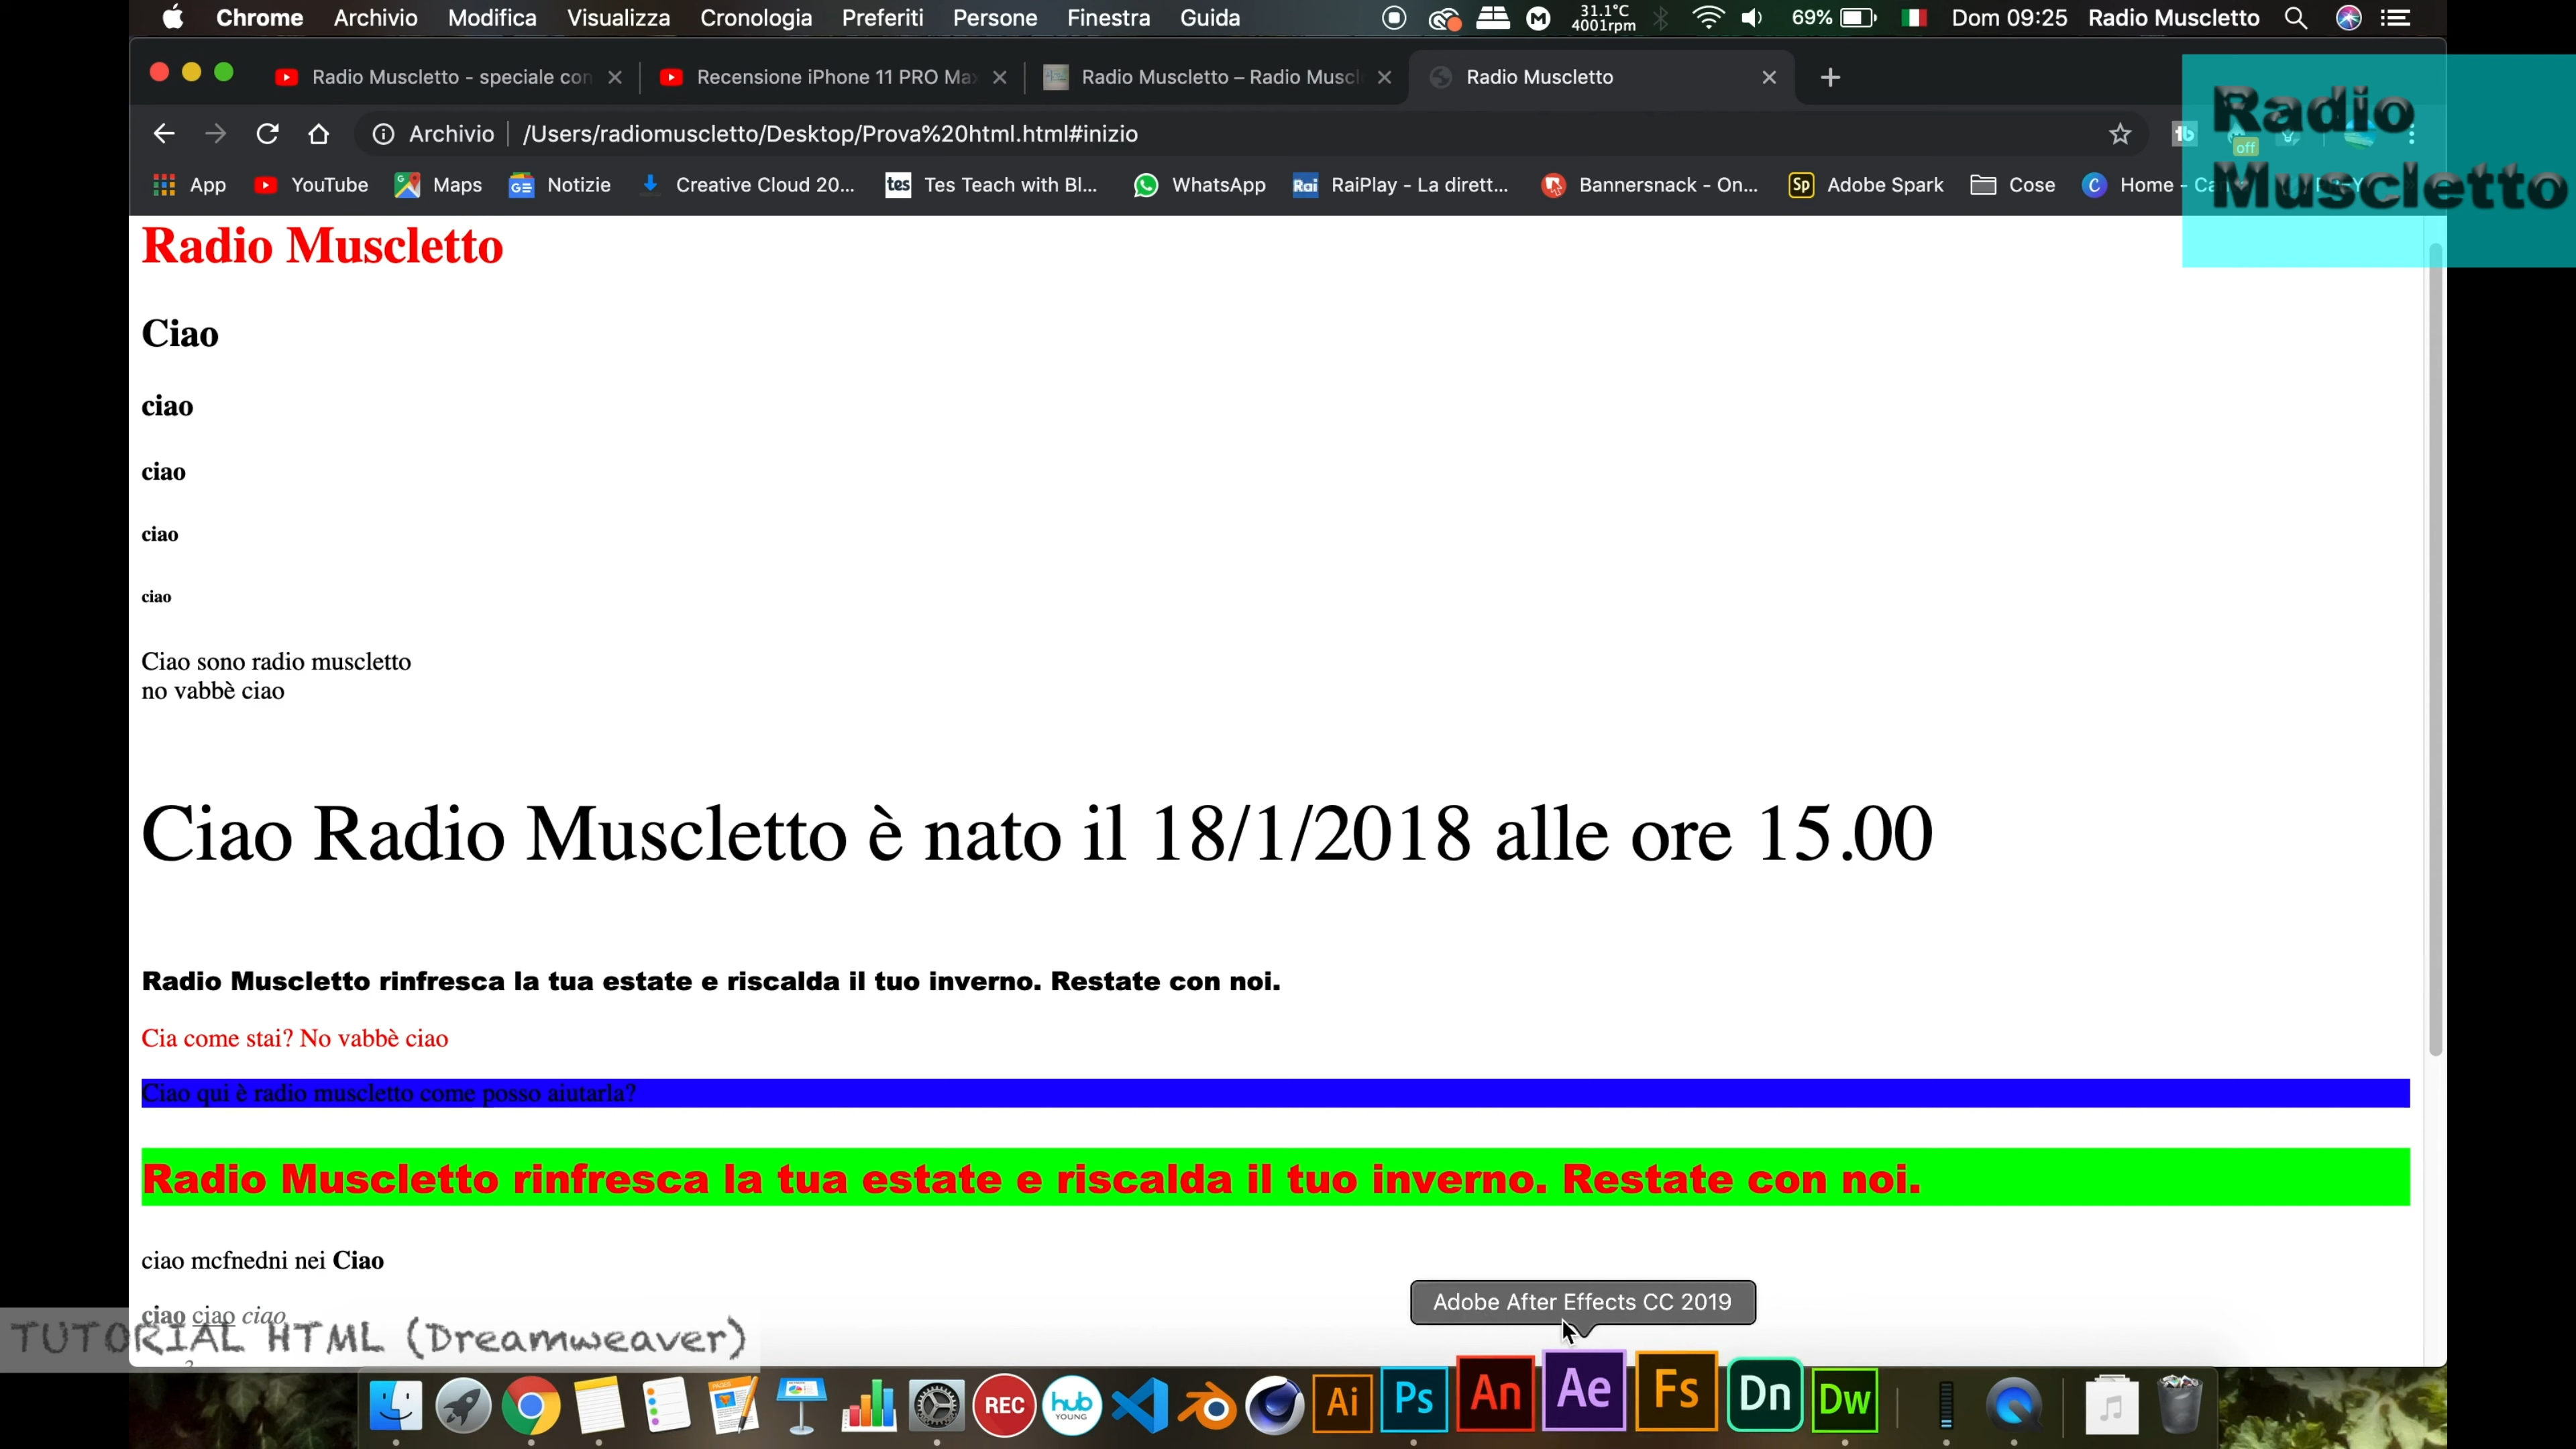 Chrome Archivio Modifica Visualizza Cronologia Preferiti Persone Finestra Guida 31.1°C 4001rpm 69% Dom 09:25 Radio Muscletto
Radio Muscletto - speciale con Recensione iPhone 11 PRO Max Radio Muscletto – Radio Muscl Radio Muscletto
Archivio /Users/radiomuscletto/Desktop/Prova%20html.html#inizio
off
Radio
Muscletto
App YouTube Maps Notizie Creative Cloud 20... Tes Teach with Bl... WhatsApp RaiPlay - La dirett... Bannersnack - On... Adobe Spark Cose Home - Ca
Radio Muscletto
Ciao
ciao
ciao
ciao
ciao
Ciao sono radio muscletto
no vabbè ciao
Ciao Radio Muscletto è nato il 18/1/2018 alle ore 15.00
Radio Muscletto rinfresca la tua estate e riscalda il tuo inverno. Restate con noi.
Cia come stai? No vabbè ciao
Ciao qui è radio muscletto come posso aiutarla?
Radio Muscletto rinfresca la tua estate e riscalda il tuo inverno. Restate con noi.
ciao mcfnedni nei Ciao
ciao ciao ciao
TUTORIAL HTML (Dreamweaver)
Adobe After Effects CC 2019
REC hub YOUNG Ai Ps An Ae Fs Dn Dw